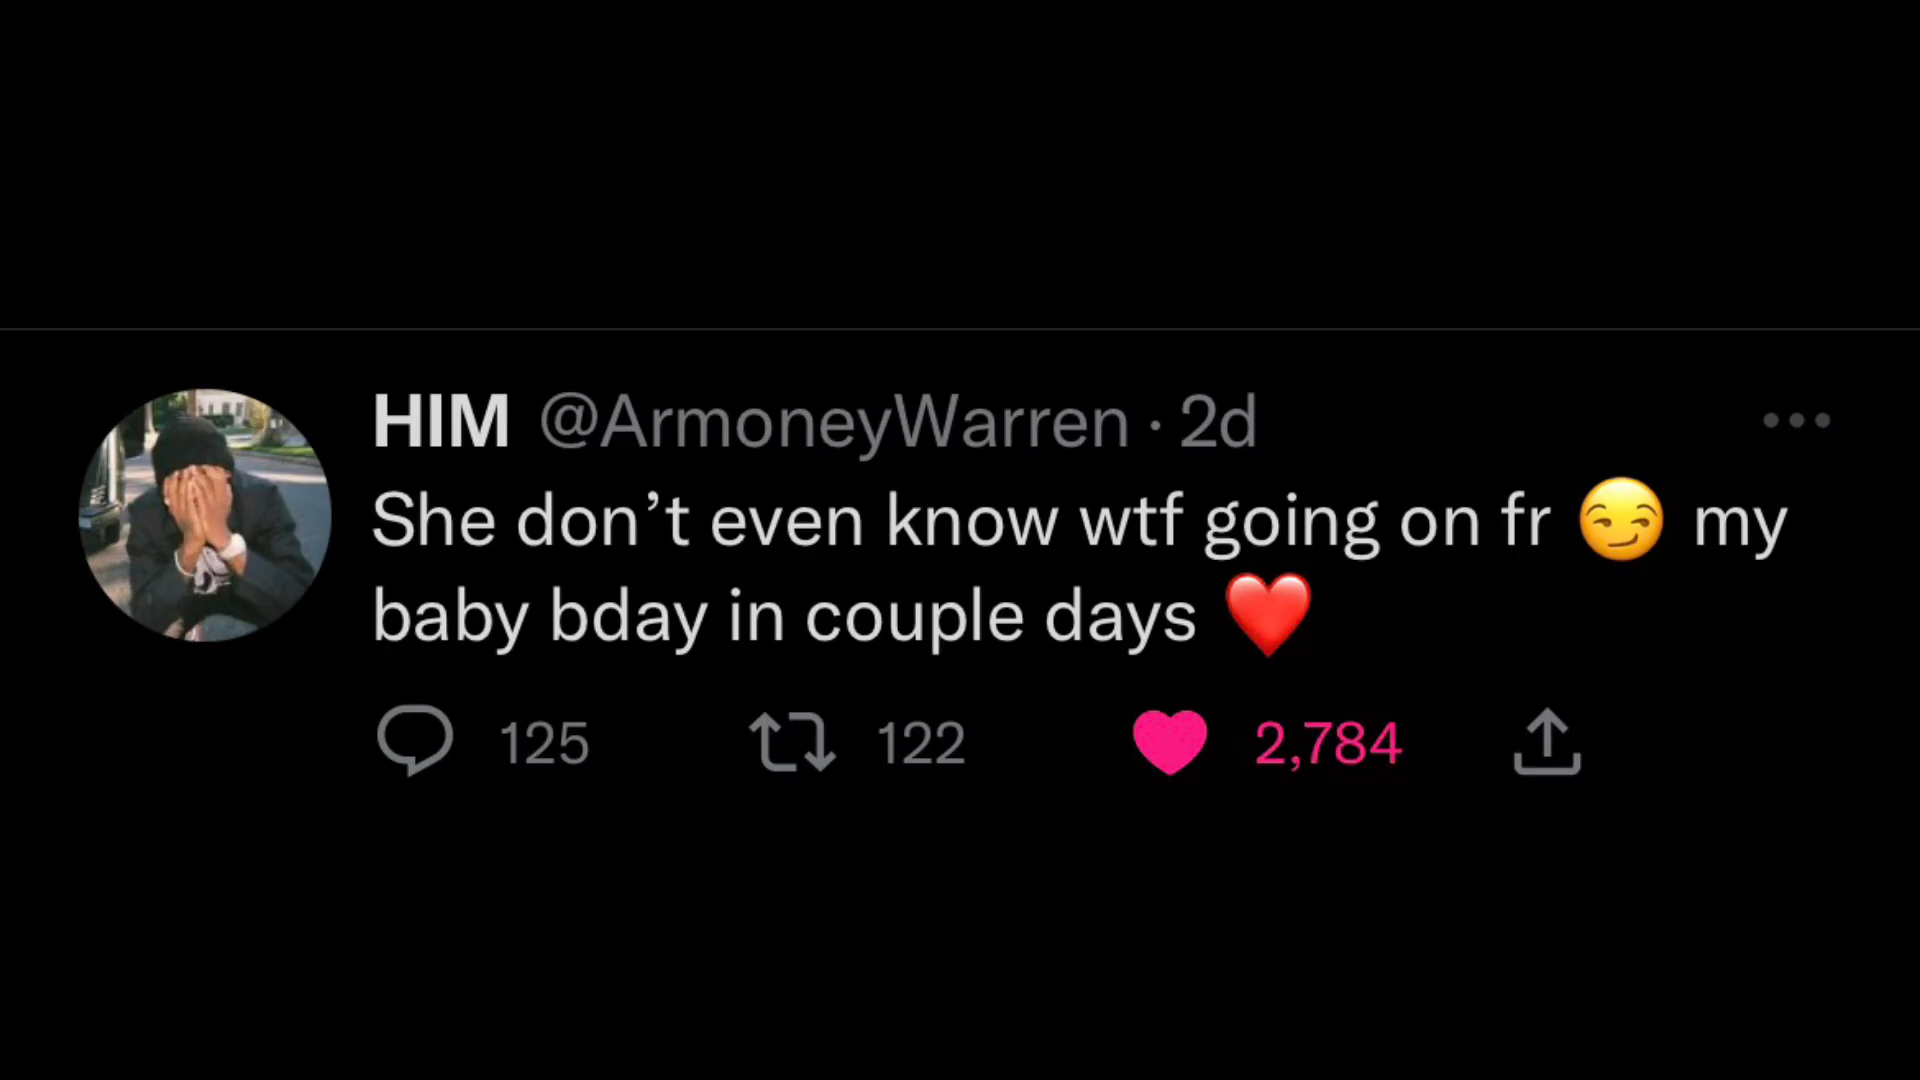 HIM @ArmoneyWarren · 2d
She don’t even know wtf going on fr 😏 my
baby bday in couple days ❤️
125 122 2,784